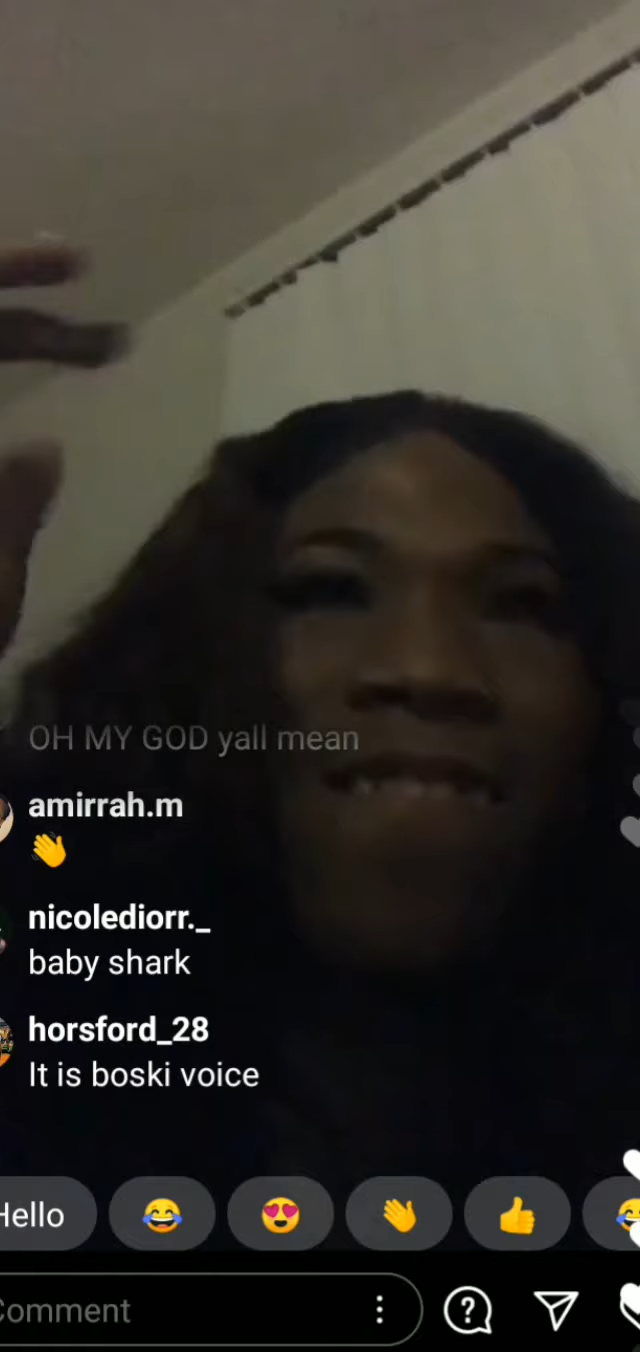 OH MY GOD yall mean
amirrah.m
👋
nicolediorr._
baby shark
horsford_28
It is boski voice
Hello
😂 😍 👋 👍 😂
Comment